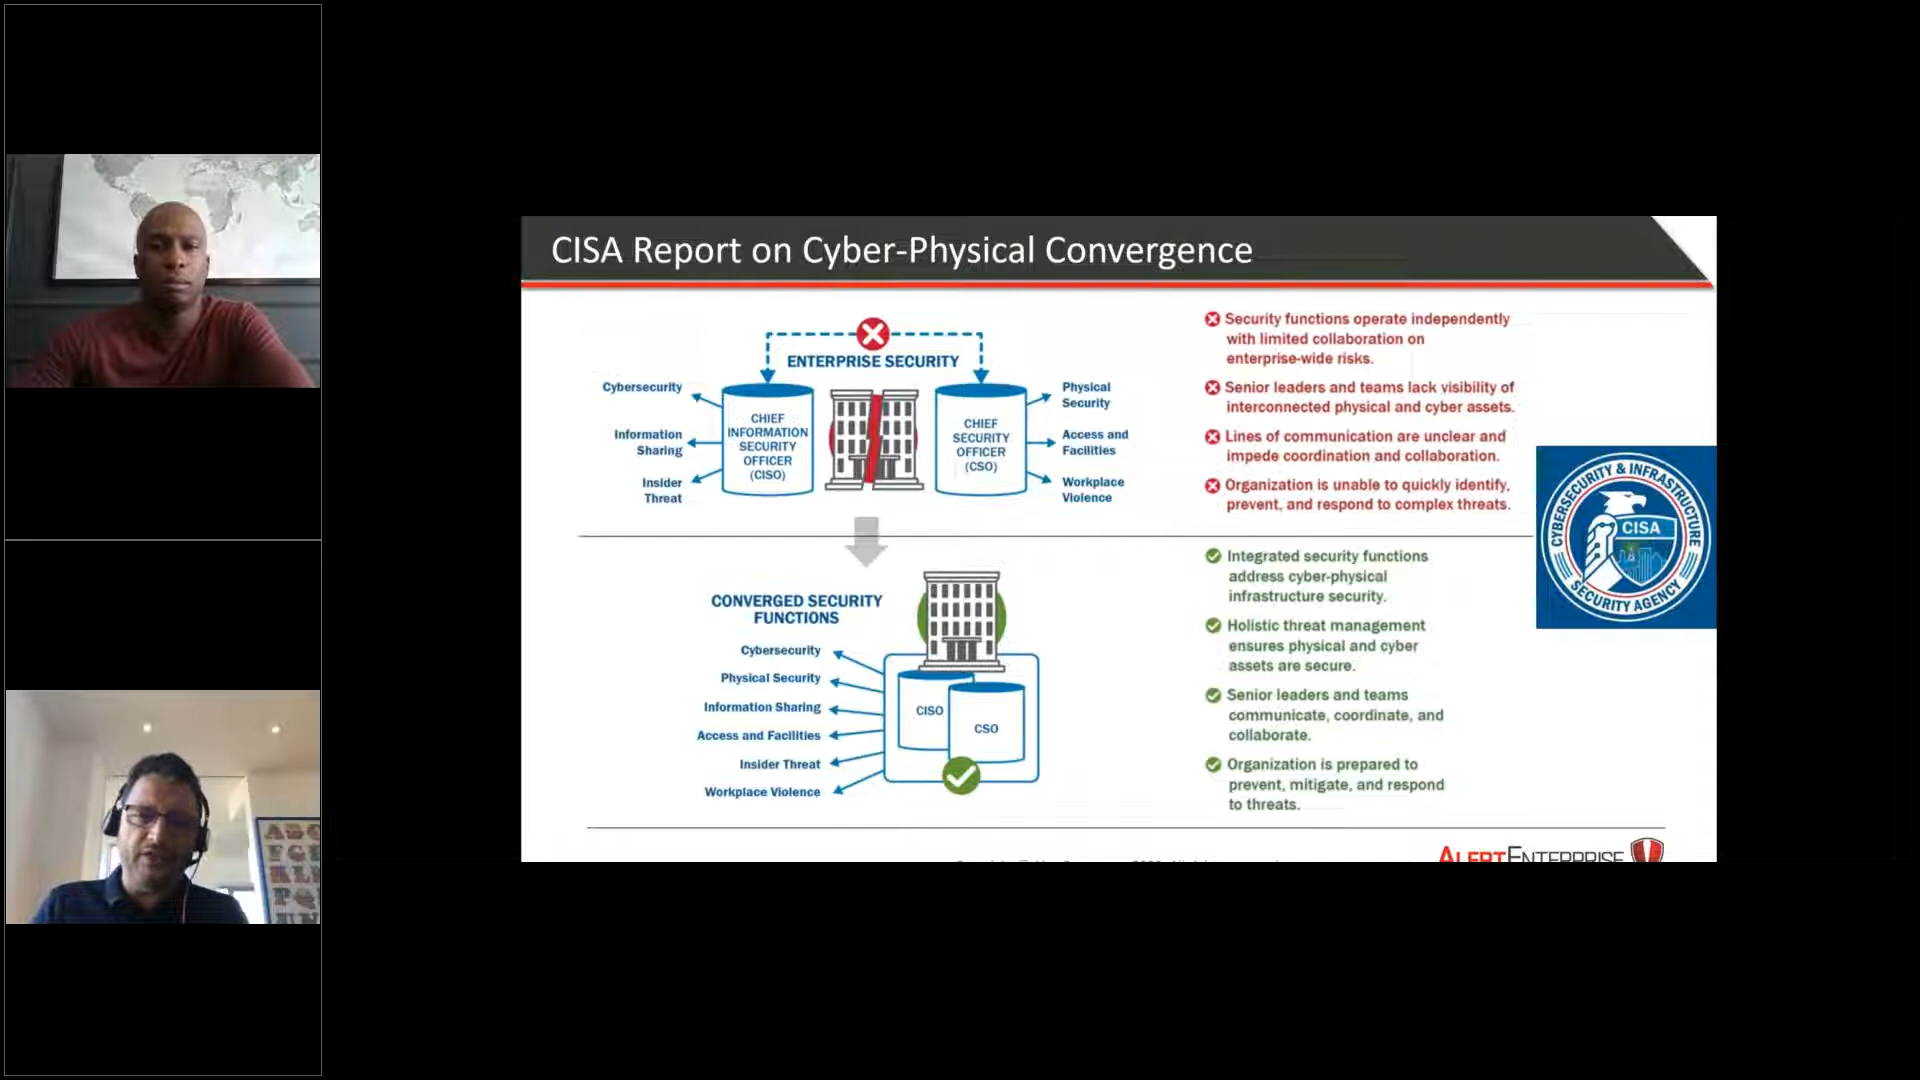 CISA Report on Cyber-Physical Convergence
ENTERPRISE SECURITY
Cybersecurity
Information
Sharing
Insider
Threat
CHIEF
INFORMATION
SECURITY
OFFICER
(CISO)
CHIEF
SECURITY
OFFICER
(CSO)
Physical
Security
Access and
Facilities
Workplace
Violence
Security functions operate independently
with limited collaboration on
enterprise-wide risks.
Senior leaders and teams lack visibility of
interconnected physical and cyber assets.
Lines of communication are unclear and
impede coordination and collaboration.
Organization is unable to quickly identify,
prevent, and respond to complex threats.
CYBERSECURITY & INFRASTRUCTURE
CISA
SECURITY AGENCY
CONVERGED SECURITY
FUNCTIONS
Cybersecurity
Physical Security
Information Sharing
Access and Facilities
Insider Threat
Workplace Violence
CISO
CSO
Integrated security functions
address cyber-physical
infrastructure security.
Holistic threat management
ensures physical and cyber
assets are secure.
Senior leaders and teams
communicate, coordinate, and
collaborate.
Organization is prepared to
prevent, mitigate, and respond
to threats.
ALERTENTERPRISE